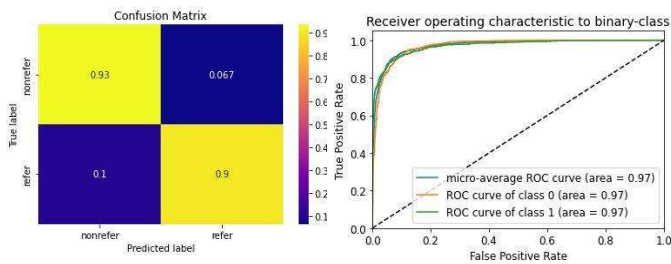 Confusion Matrix
nonrefer
refer
True label
0.93
0.067
0.1
0.9
nonrefer
refer
Predicted label
0.9
0.8
0.7
0.6
0.5
0.4
0.3
0.2
0.1
Receiver operating characteristic to binary-class
True Positive Rate
1.0
0.8
0.6
0.4
0.2
0.0
micro-average ROC curve (area = 0.97)
ROC curve of class 0 (area = 0.97)
ROC curve of class 1 (area = 0.97)
0.0
0.2
0.4
0.6
0.8
1.0
False Positive Rate